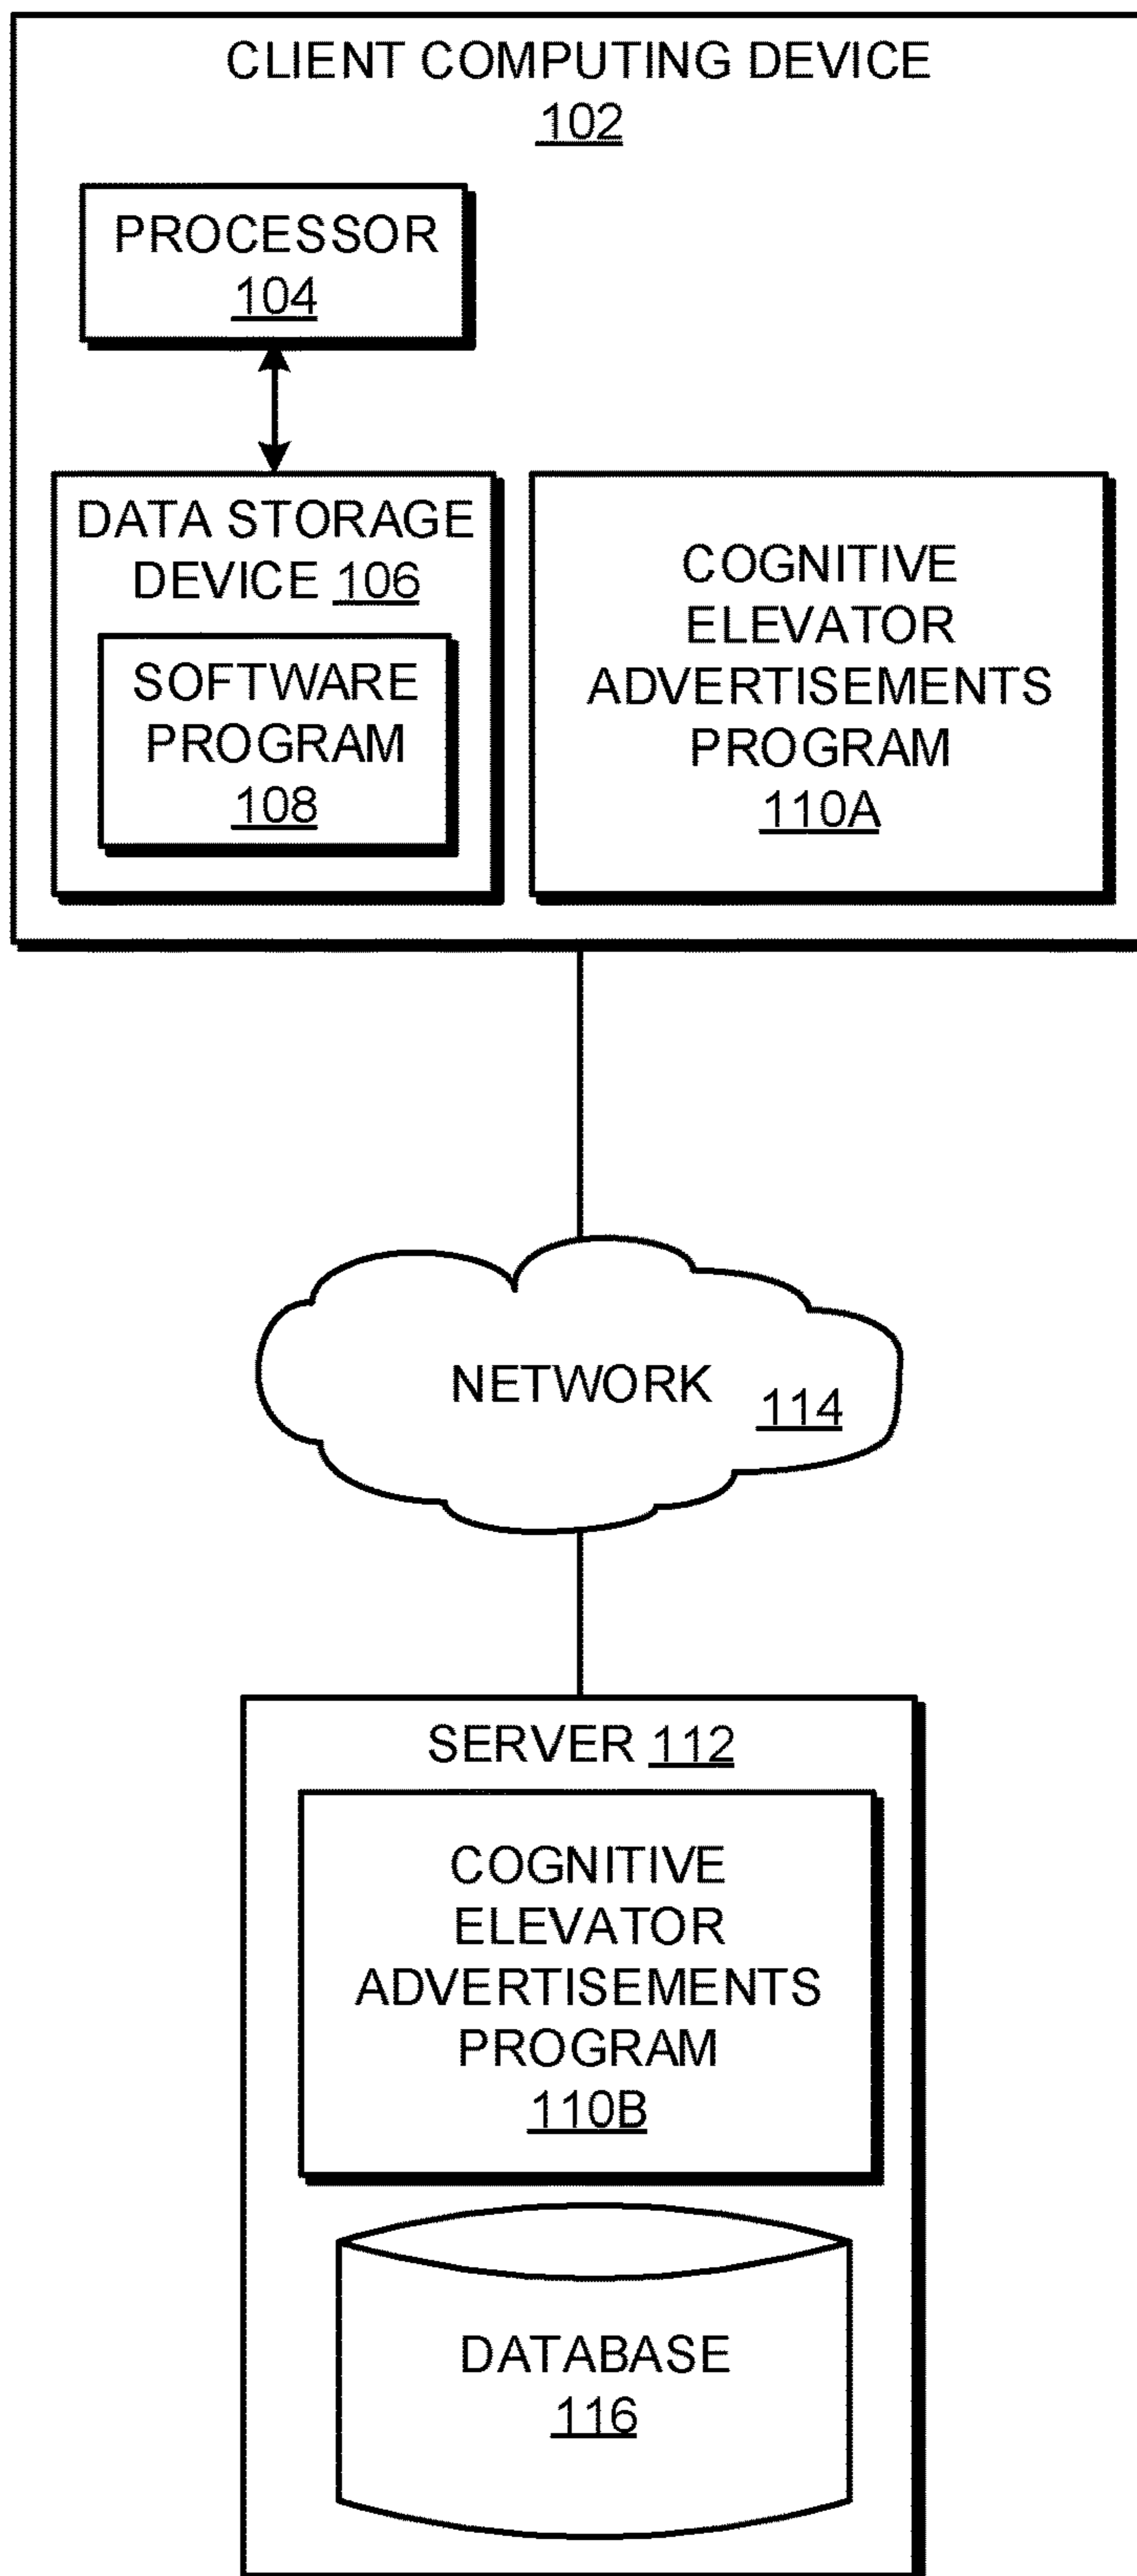 CLIENT COMPUTING DEVICE
102
PROCESSOR
104
DATA STORAGE
DEVICE 106
SOFTWARE
PROGRAM
108
COGNITIVE
ELEVATOR
ADVERTISEMENTS
PROGRAM
110A
NETWORK 114
SERVER 112
COGNITIVE
ELEVATOR
ADVERTISEMENTS
PROGRAM
110B
DATABASE
116